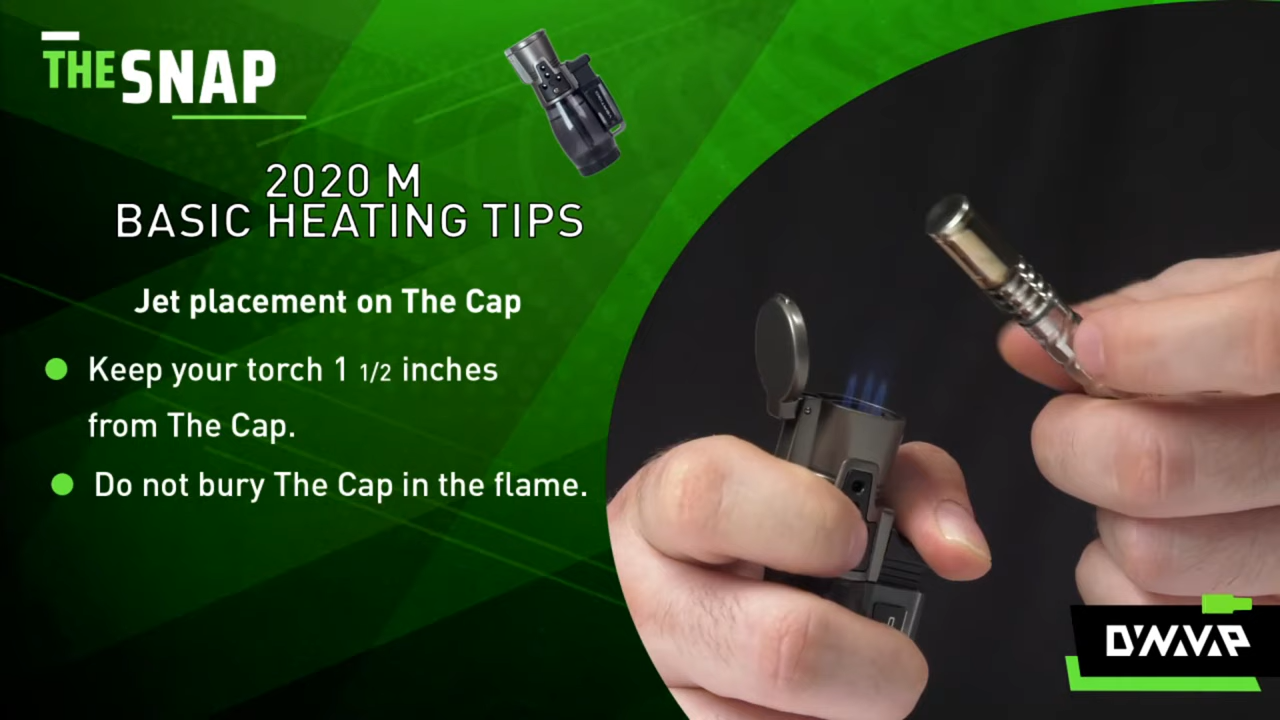 THE SNAP
2020 M
BASIC HEATING TIPS
Jet placement on The Cap
Keep your torch 1 1/2 inches
from The Cap.
Do not bury The Cap in the flame.
DYNAVAP